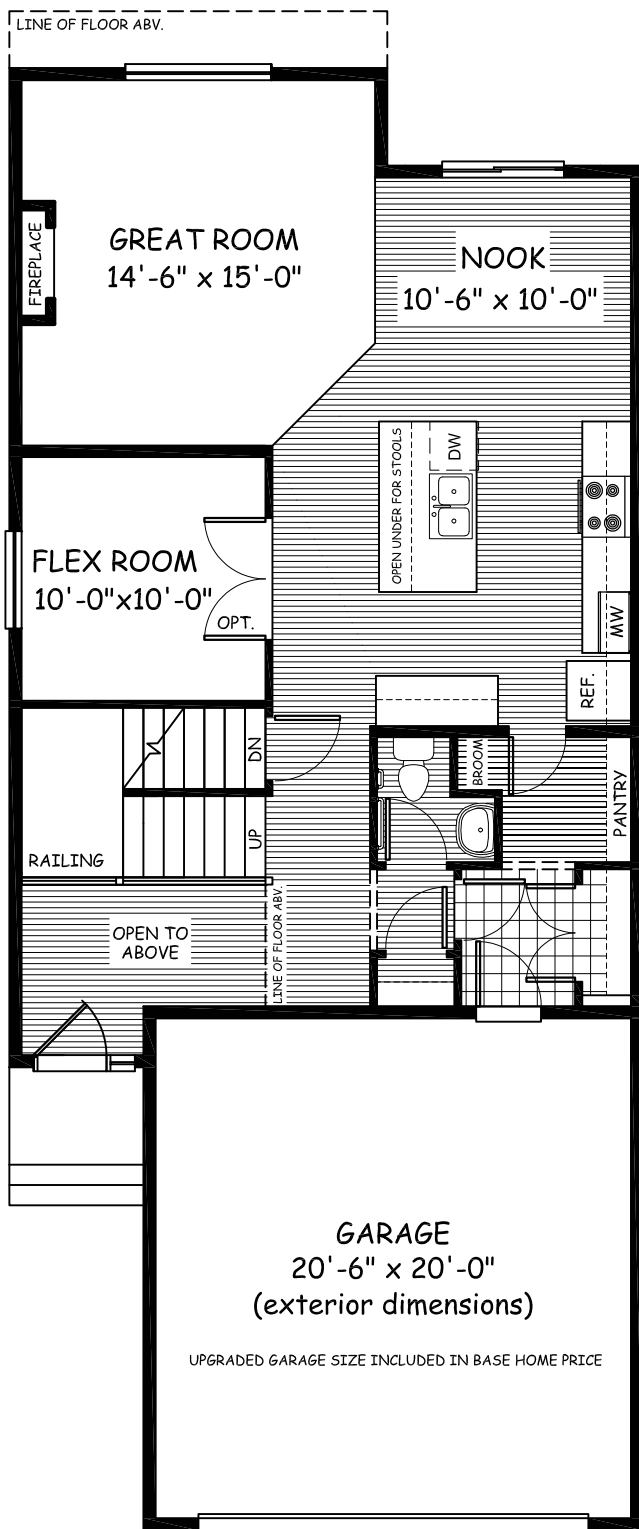 LINE OF FLOOR ABV.
GREAT ROOM
14'-6" x 15'-0"
FIREPLACE
NOOK
10'-6" x 10'-0"
OPEN UNDER FOR STOOLS
DW
FLEX ROOM
10'-0"x10'-0"
OPT.
MW
REF.
DN
BROOM
PANTRY
UP
RAILING
OPEN TO
ABOVE
LINE OF FLOOR ABV.
GARAGE
20'-6" x 20'-0"
(exterior dimensions)
UPGRADED GARAGE SIZE INCLUDED IN BASE HOME PRICE